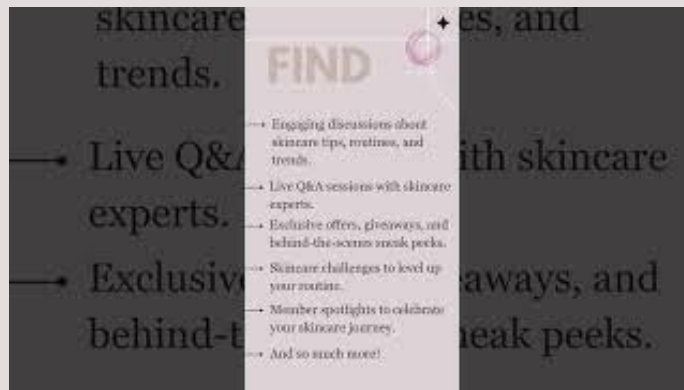 FIND
Engaging discussions about
skincare tips, routines, and
trends.
Live Q&A sessions with skincare
experts.
Exclusive offers, giveaways, and
behind-the-scenes sneak peeks.
Skincare challenges to level up
your routine.
Member spotlights to celebrate
your skincare journey.
And so much more!
skincare
es, and
trends.
Live Q&
ith skincare
experts.
Exclusiv
eaways, and
behind-t
neak peeks.